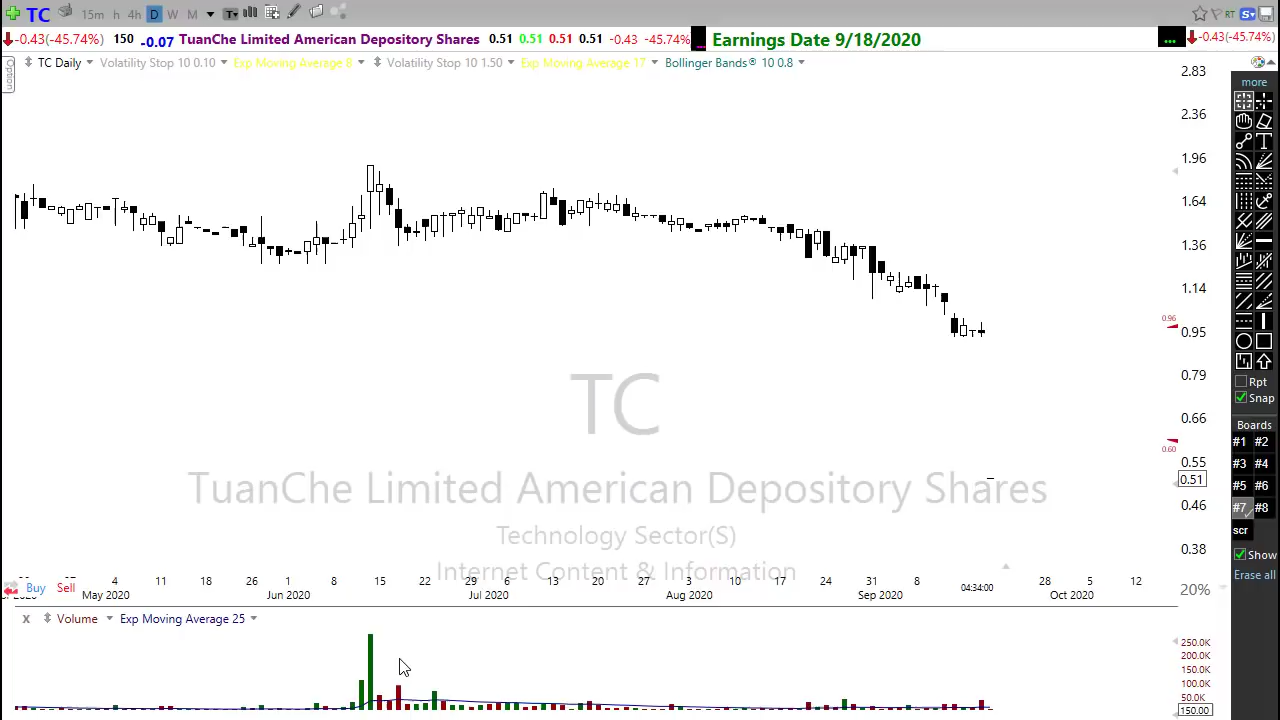 TC 15m h 4h D W M T
-0.43(-45.74%) 150 -0.07 TuanChe Limited American Depository Shares 0.51 0.51 0.51 0.51 -0.43 -45.74% ... Earnings Date 9/18/2020 ... -0.43(-45.74%)
RT S
Option
TC Daily Volatility Stop 10 0.10 Exp Moving Average 8 Volatility Stop 10 1.50 Exp Moving Average 17 Bollinger Bands® 10 0.8
2.83
2.36
1.96
1.64
1.36
1.14
0.96
0.95
0.79
0.66
0.60
0.55
0.51
0.46
0.38
TC
TuanChe Limited American Depository Shares
Technology Sector(S)
Internet Content & Information
4 11 18 26 1 8 15 22 29 6 13 20 27 3 10 17 24 31 8 04:34:00 28 5 12
Buy Sell May 2020 Jun 2020 Jul 2020 Aug 2020 Sep 2020 Oct 2020 20%
X Volume Exp Moving Average 25
250.0K
200.0K
150.0K
100.0K
50.0K
150.00
more
T
Rpt
Snap
Boards
#1 #2
#3 #4
#5 #6
#7 #8
scr
Show
Erase all